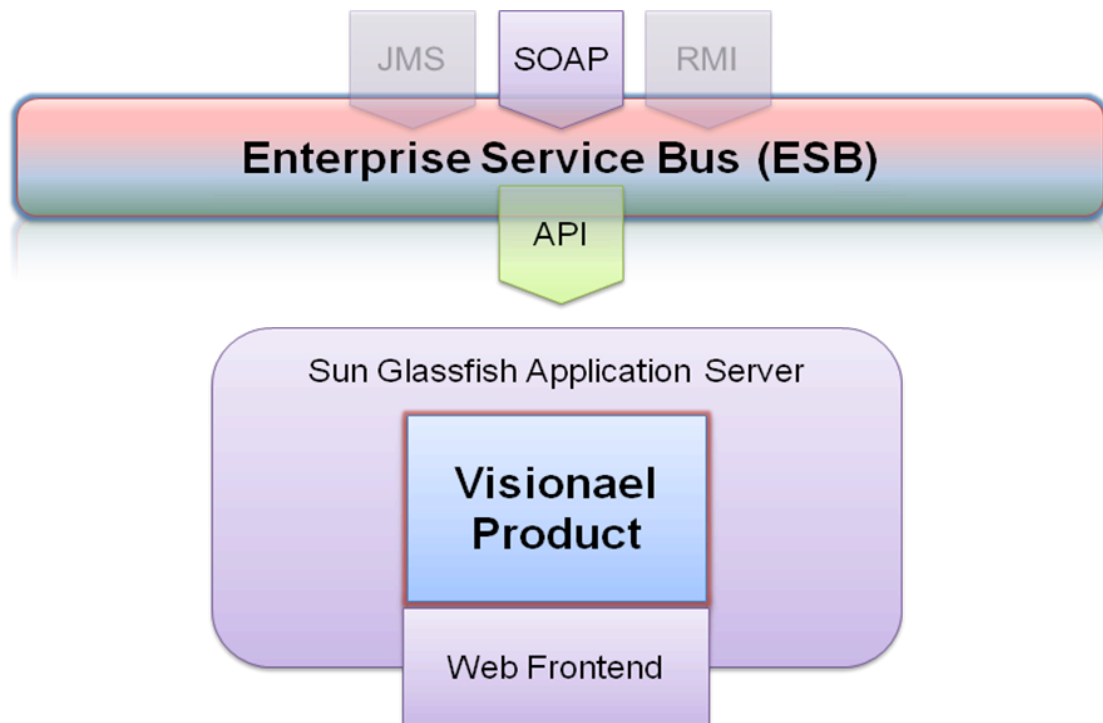 JMS
SOAP
RMI
Enterprise Service Bus (ESB)
API
Sun Glassfish Application Server
Visionael
Product
Web Frontend